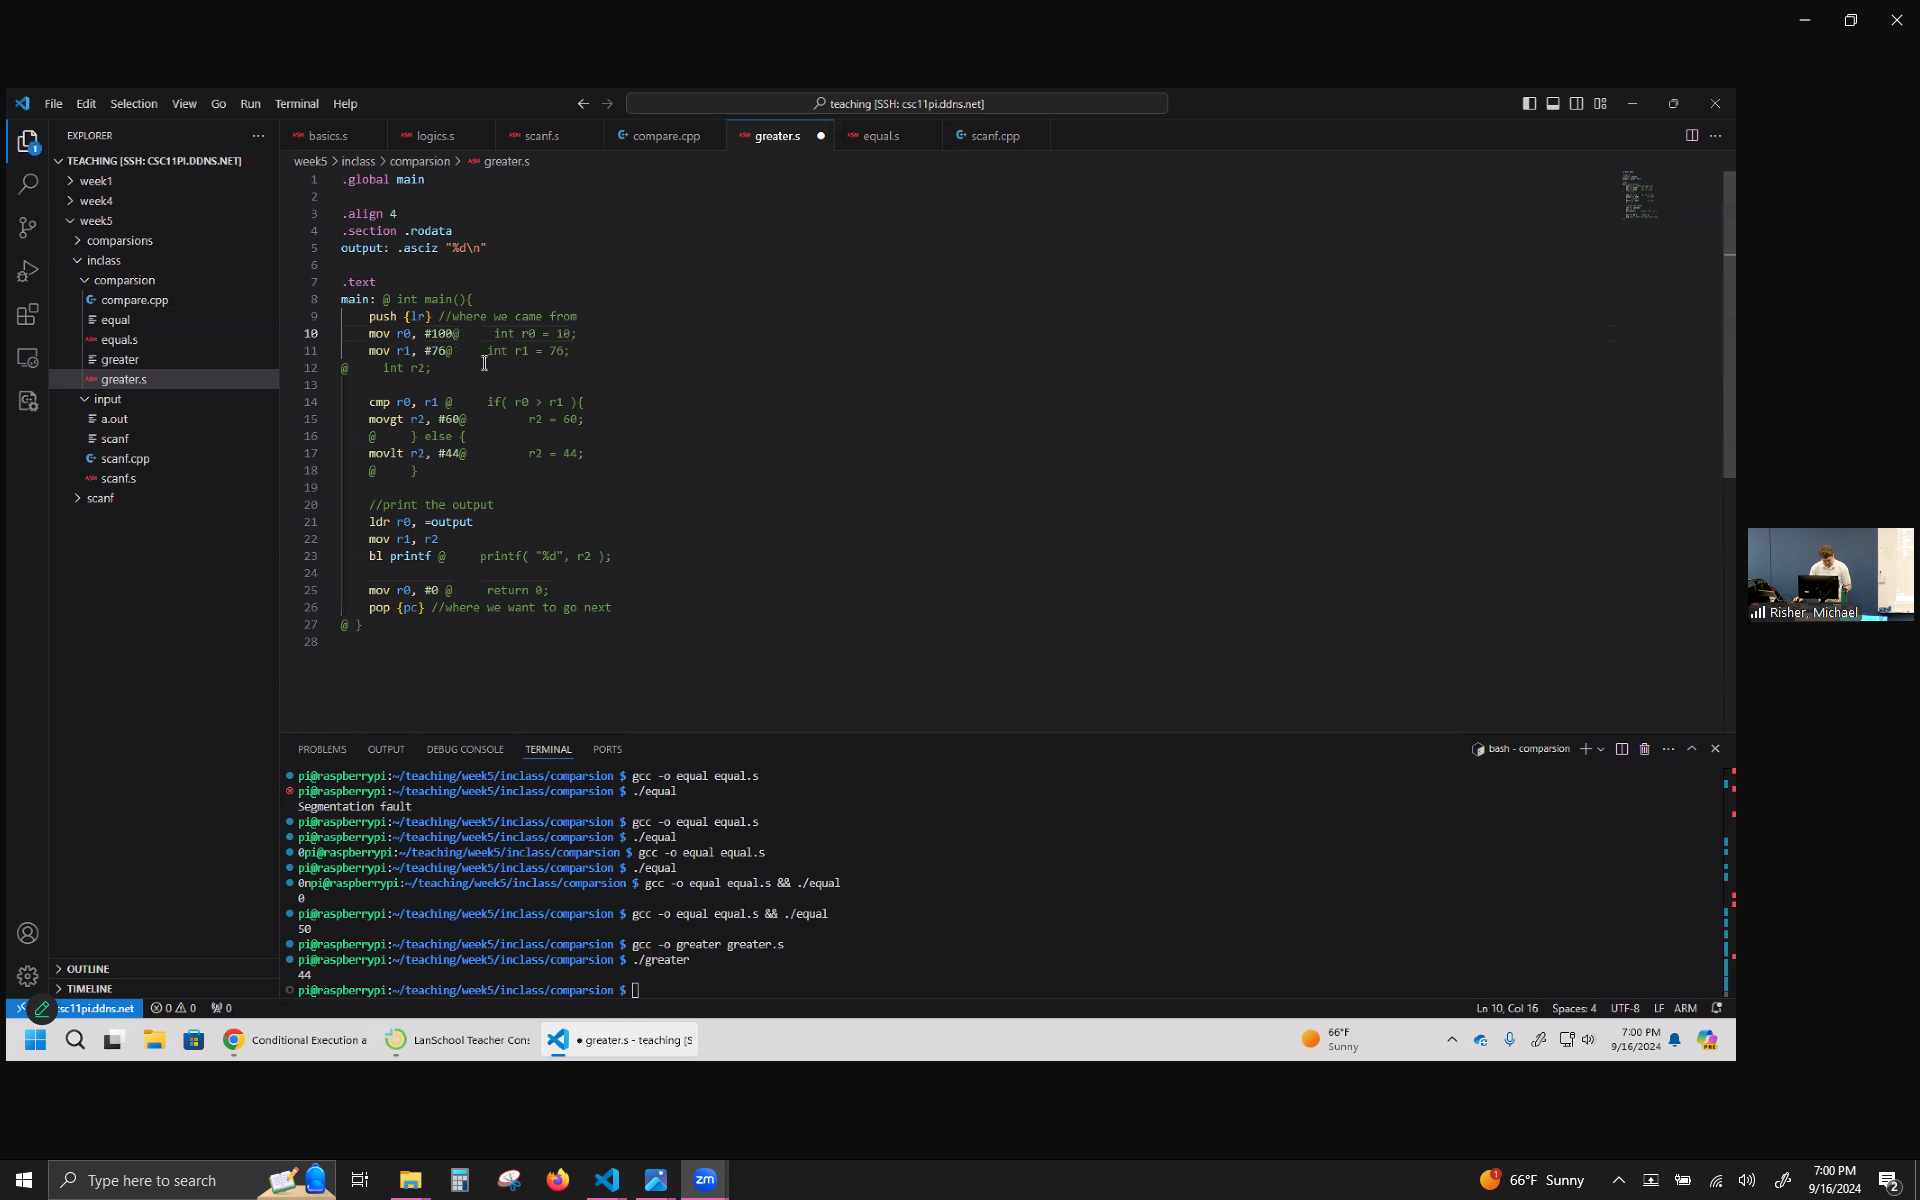 File Edit Selection View Go Run Terminal Help
teaching [SSH: csc11pi.ddns.net]
EXPLORER
TEACHING [SSH: CSC11PI.DDNS.NET]
week1
week4
week5
comparsions
inclass
comparsion
compare.cpp
equal
equal.s
greater
greater.s
input
a.out
scanf
scanf.cpp
scanf.s
scanf
OUTLINE
TIMELINE
basics.s logics.s scanf.s compare.cpp greater.s equal.s scanf.cpp
week5 > inclass > comparsion > greater.s
1 .global main
2
3 .align 4
4 .section .rodata
5 output: .asciz "%d\n"
6
7 .text
8 main: @ int main(){
9 push {lr} //where we came from
10 mov r0, #100@ int r0 = 10;
11 mov r1, #76@ int r1 = 76;
12 @ int r2;
13
14 cmp r0, r1 @ if( r0 > r1 ){
15 movgt r2, #60@ r2 = 60;
16 @ } else {
17 movlt r2, #44@ r2 = 44;
18 @ }
19
20 //print the output
21 ldr r0, =output
22 mov r1, r2
23 bl printf @ printf( "%d", r2 );
24
25 mov r0, #0 @ return 0;
26 pop {pc} //where we want to go next
27 @ }
28
PROBLEMS OUTPUT DEBUG CONSOLE TERMINAL PORTS
bash - comparsion
pi@raspberrypi:~/teaching/week5/inclass/comparsion $ gcc -o equal equal.s
pi@raspberrypi:~/teaching/week5/inclass/comparsion $ ./equal
Segmentation fault
pi@raspberrypi:~/teaching/week5/inclass/comparsion $ gcc -o equal equal.s
pi@raspberrypi:~/teaching/week5/inclass/comparsion $ ./equal
0pi@raspberrypi:~/teaching/week5/inclass/comparsion $ gcc -o equal equal.s
pi@raspberrypi:~/teaching/week5/inclass/comparsion $ ./equal
0npi@raspberrypi:~/teaching/week5/inclass/comparsion $ gcc -o equal equal.s && ./equal
0
pi@raspberrypi:~/teaching/week5/inclass/comparsion $ gcc -o equal equal.s && ./equal
50
pi@raspberrypi:~/teaching/week5/inclass/comparsion $ gcc -o greater greater.s
pi@raspberrypi:~/teaching/week5/inclass/comparsion $ ./greater
44
pi@raspberrypi:~/teaching/week5/inclass/comparsion $
csc11pi.ddns.net 0 0 0 Ln 10, Col 16 Spaces: 4 UTF-8 LF ARM
Conditional Execution a LanSchool Teacher Cons greater.s - teaching [S
66°F
Sunny
7:00 PM
9/16/2024
Risher, Michael
Type here to search
zm
66°F Sunny
7:00 PM
9/16/2024